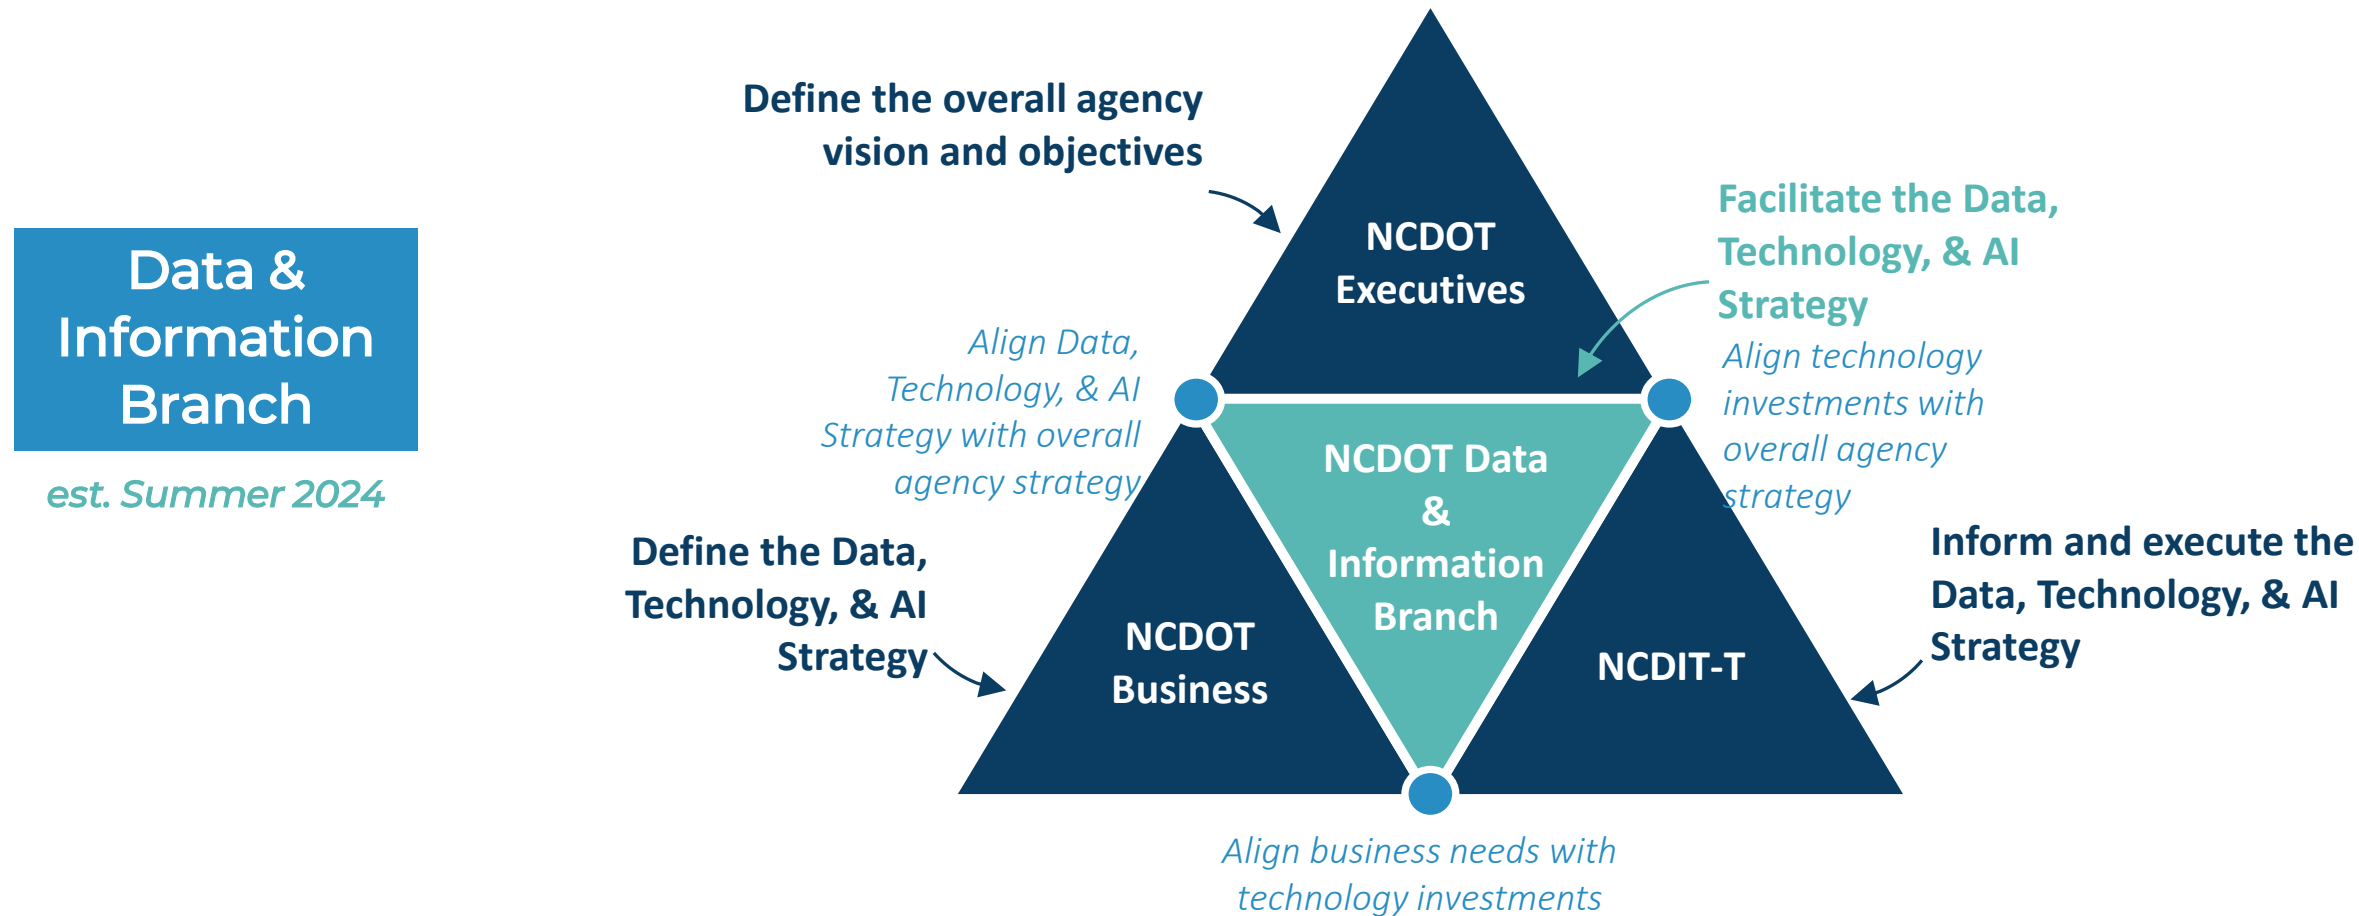 Data &
Information
Branch
est. Summer 2024
Define the overall agency
vision and objectives
NCDOT
Executives
Facilitate the Data,
Technology, & AI
Strategy
Align Data,
Technology, & AI
Strategy with overall
agency strategy
Align technology
investments with
overall agency
strategy
NCDOT Data
&
Information
Branch
Define the Data,
Technology, & AI
Strategy
NCDOT
Business
NCDIT-T
Inform and execute the
Data, Technology, & AI
Strategy
Align business needs with
technology investments